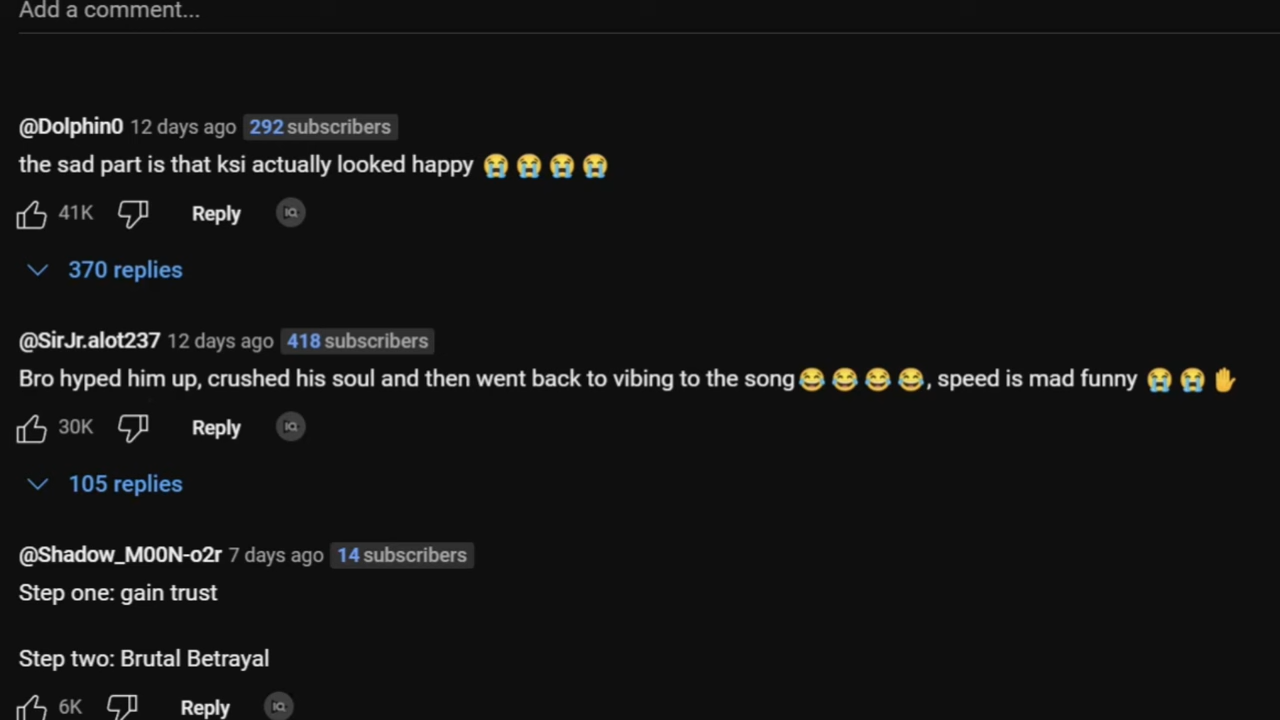 Add a comment...
@Dolphin0 12 days ago 292 subscribers
the sad part is that ksi actually looked happy 😭 😭 😭 😭
41K Reply IQ
370 replies
@SirJr.alot237 12 days ago 418 subscribers
Bro hyped him up, crushed his soul and then went back to vibing to the song😂 😂 😂 😂, speed is mad funny 😭 😭 ✋
30K Reply IQ
105 replies
@Shadow_M00N-o2r 7 days ago 14 subscribers
Step one: gain trust
Step two: Brutal Betrayal
6K Reply IQ